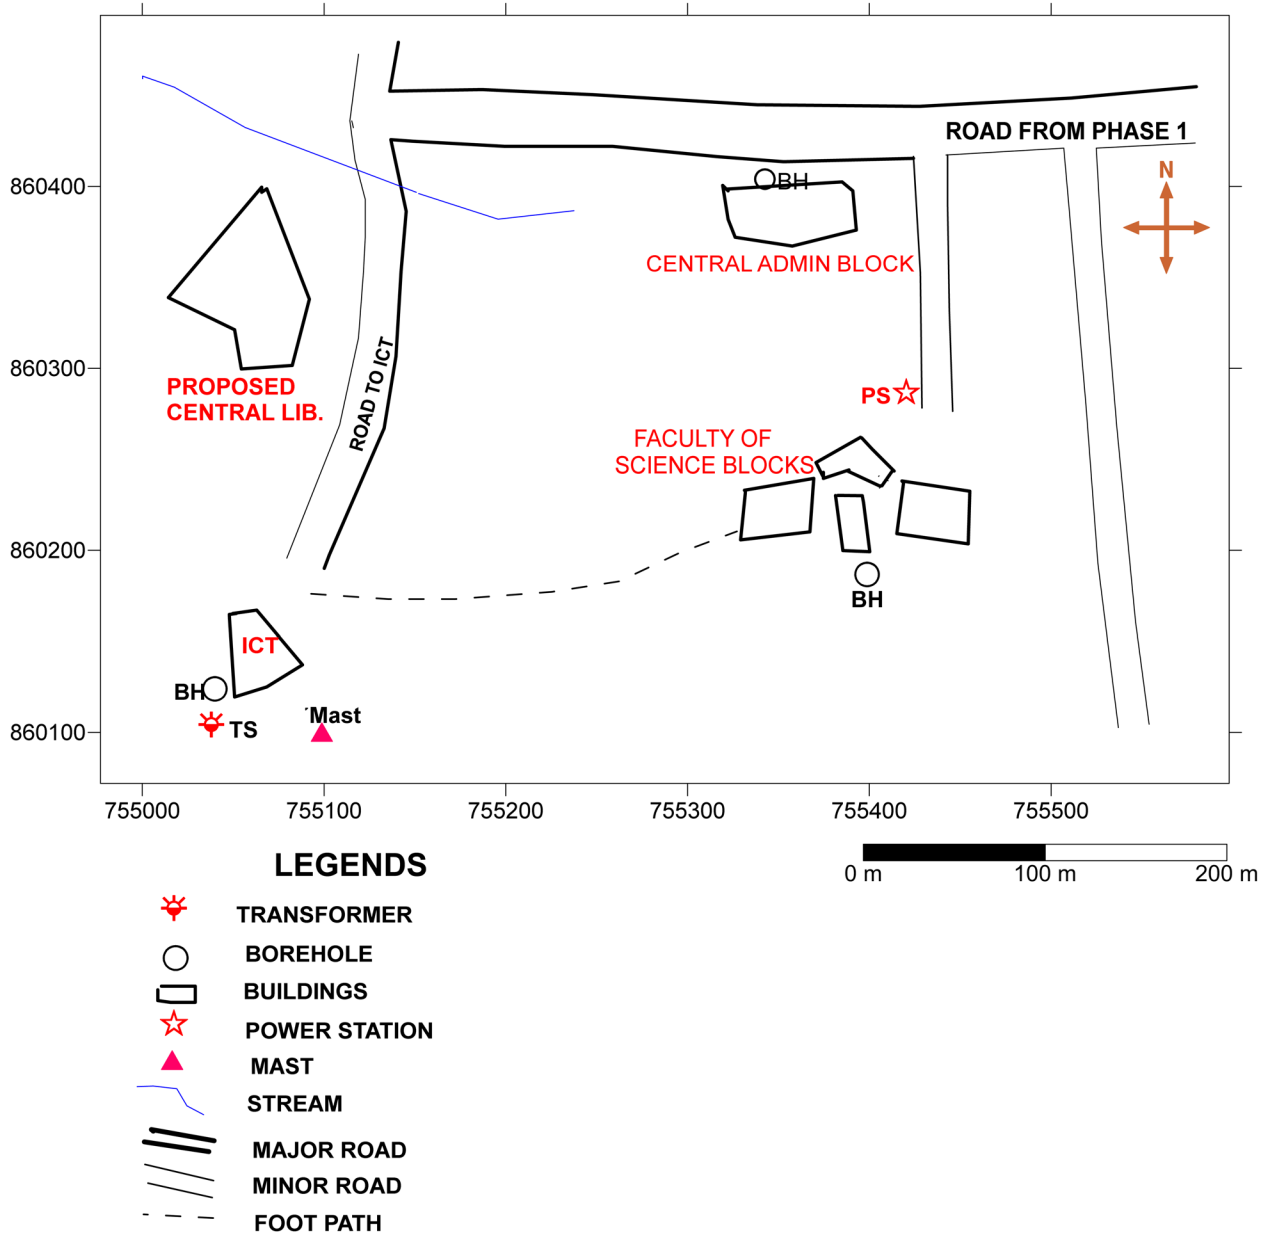 ROAD FROM PHASE 1
N
860400
BH
CENTRAL ADMIN BLOCK
860300
PROPOSED
CENTRAL LIB.
ROAD TO ICT
PS
FACULTY OF
SCIENCE BLOCKS
860200
BH
ICT
BH
TS
Mast
860100
755000
755100
755200
755300
755400
755500
0 m
100 m
200 m
LEGENDS
TRANSFORMER
BOREHOLE
BUILDINGS
POWER STATION
MAST
STREAM
MAJOR ROAD
MINOR ROAD
FOOT PATH